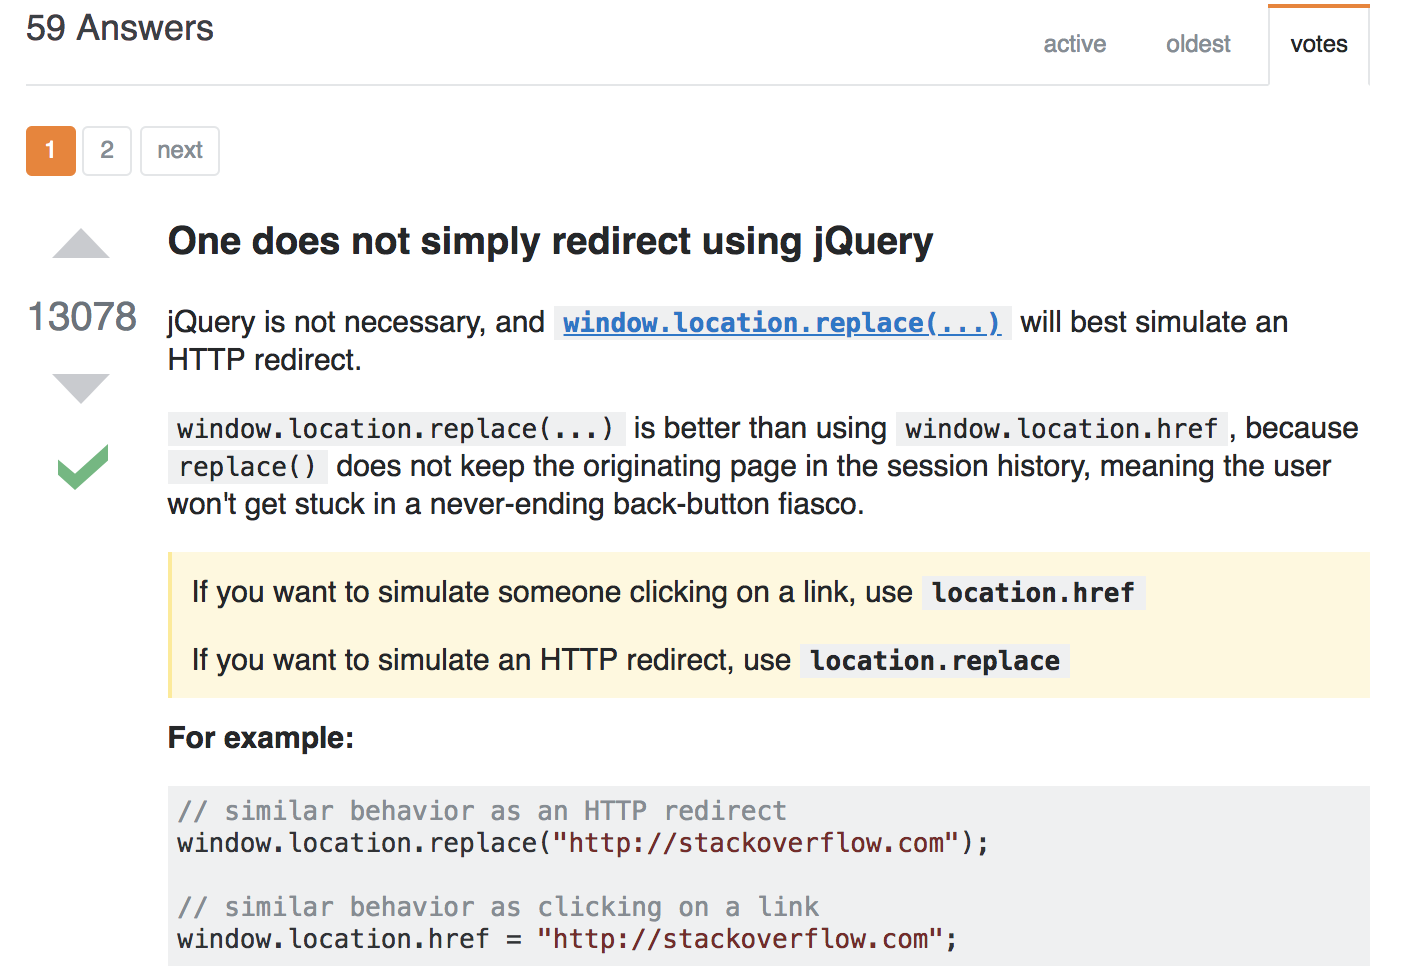 59 Answers
active oldest votes
1 2 next
One does not simply redirect using jQuery
13078
jQuery is not necessary, and window.location.replace(...) will best simulate an
HTTP redirect.
window.location.replace(...) is better than using window.location.href, because
replace() does not keep the originating page in the session history, meaning the user
won't get stuck in a never-ending back-button fiasco.
If you want to simulate someone clicking on a link, use location.href
If you want to simulate an HTTP redirect, use location.replace
For example:
// similar behavior as an HTTP redirect
window.location.replace("http://stackoverflow.com");
// similar behavior as clicking on a link
window.location.href = "http://stackoverflow.com";